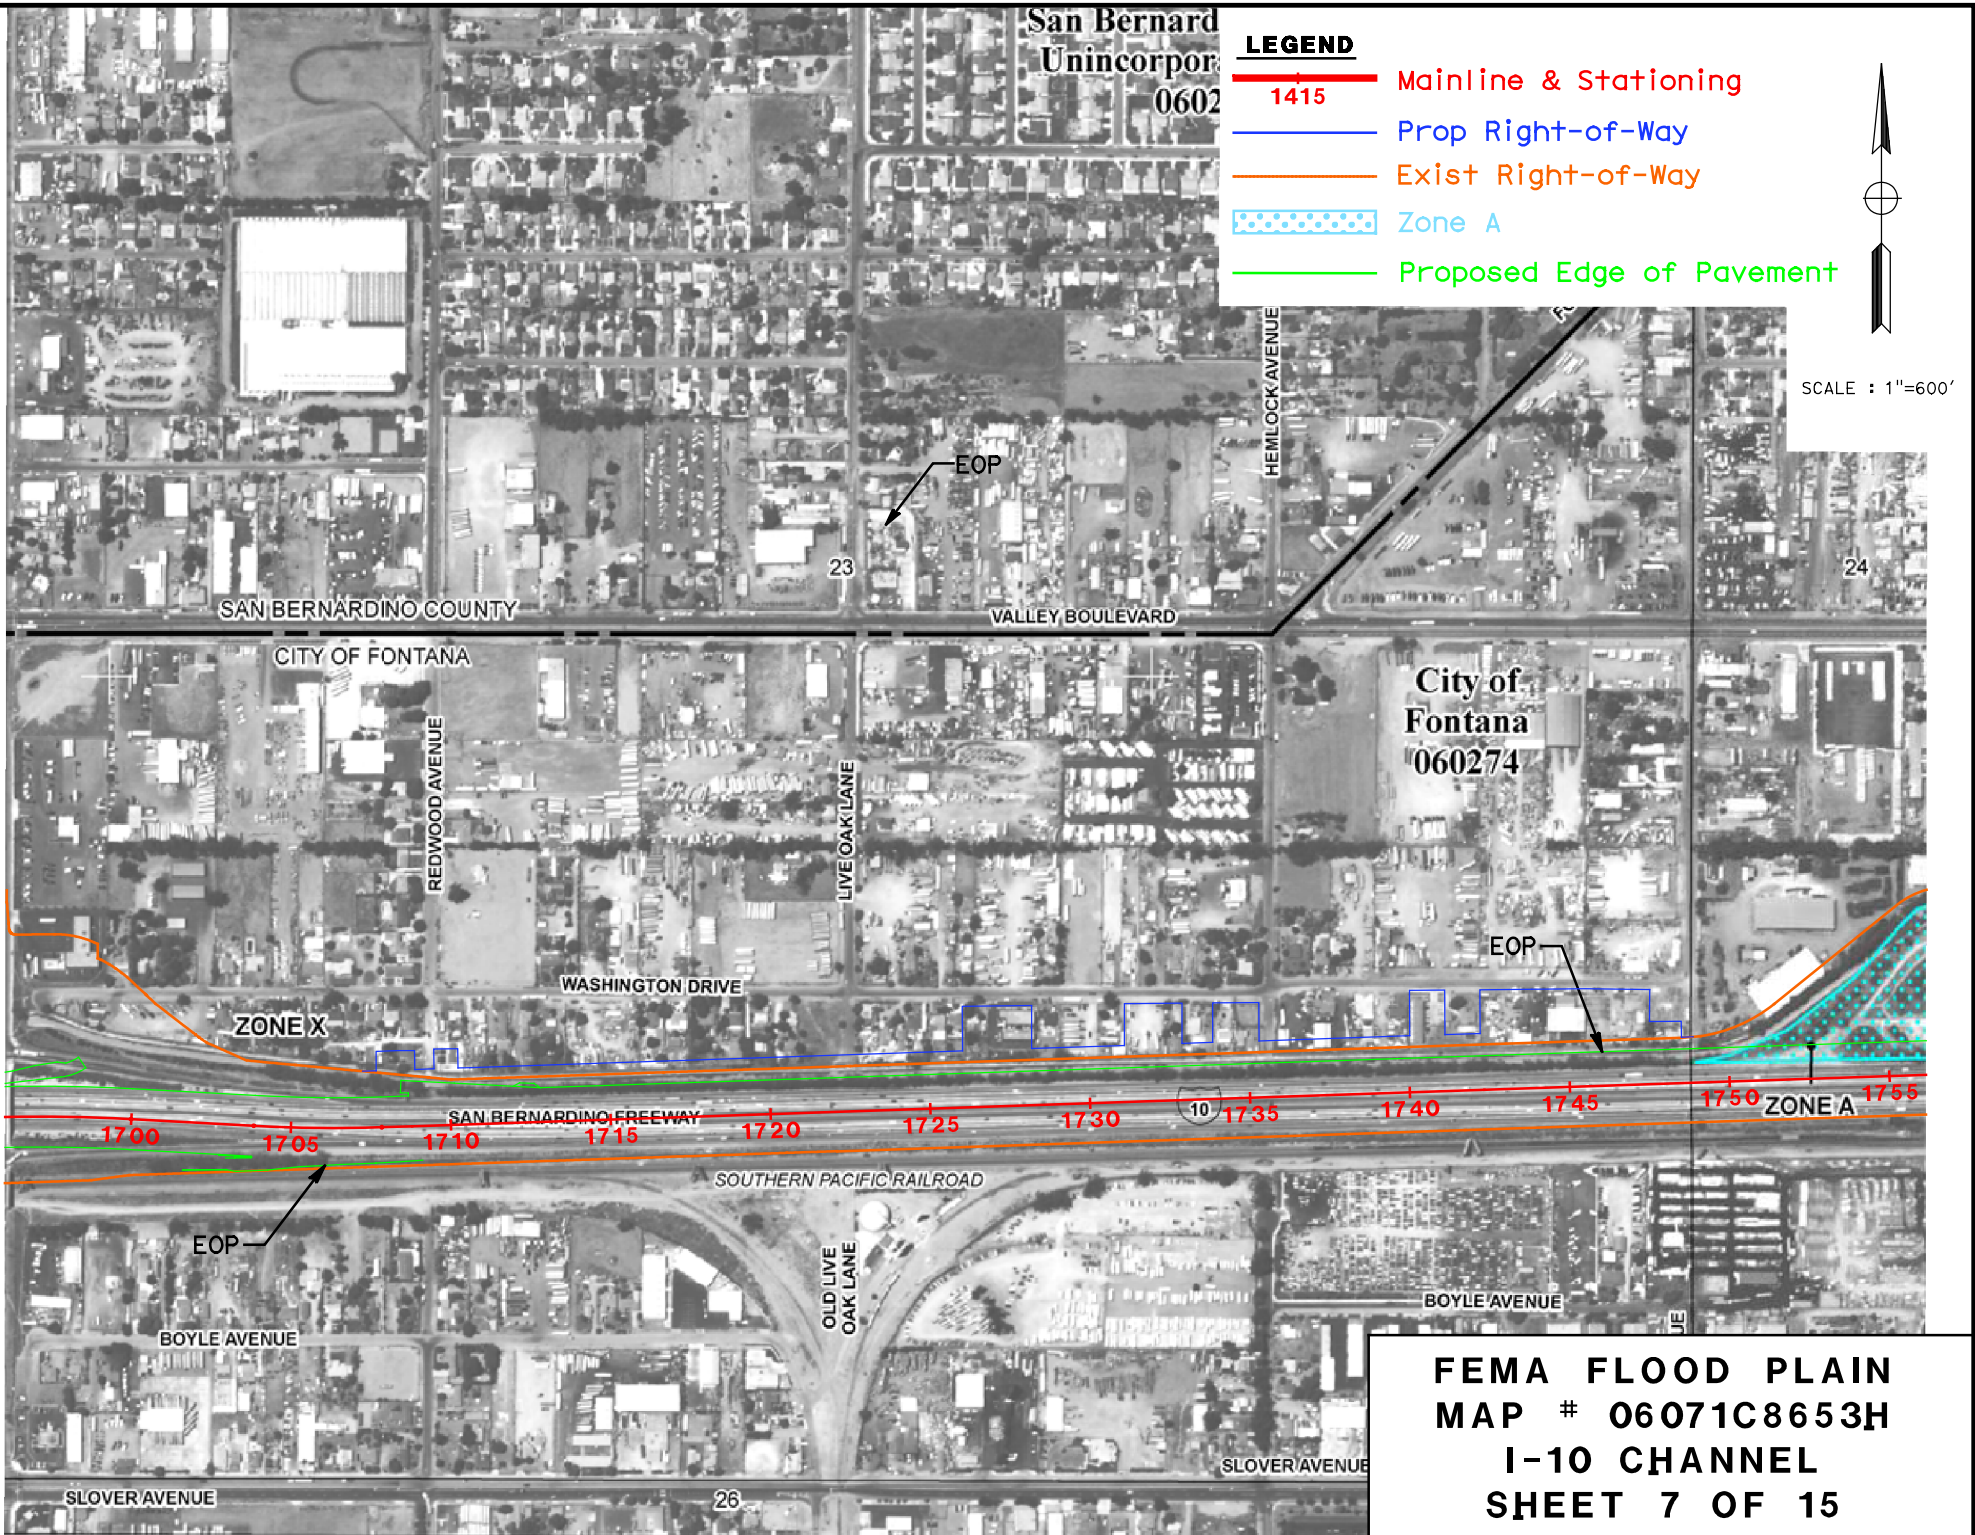 San Bernard
Unincorpor
0602
LEGEND
1415
Mainline & Stationing
Prop Right-of-Way
Exist Right-of-Way
Zone A
Proposed Edge of Pavement
SCALE : 1"=600'
HEMLOCK AVENUE
EOP
23
24
SAN BERNARDINO COUNTY
VALLEY BOULEVARD
CITY OF FONTANA
City of
Fontana
060274
REDWOOD AVENUE
LIVE OAK LANE
EOP
WASHINGTON DRIVE
ZONE X
SAN BERNARDINO FREEWAY
10
1700
1705
1710
1715
1720
1725
1730
1735
1740
1745
1750
1755
ZONE A
SOUTHERN PACIFIC RAILROAD
EOP
OLD LIVE
OAK LANE
BOYLE AVENUE
BOYLE AVENUE
UE
SLOVER AVENUE
SLOVER AVENUE
26
FEMA FLOOD PLAIN
MAP # 06071C8653H
I-10 CHANNEL
SHEET 7 OF 15